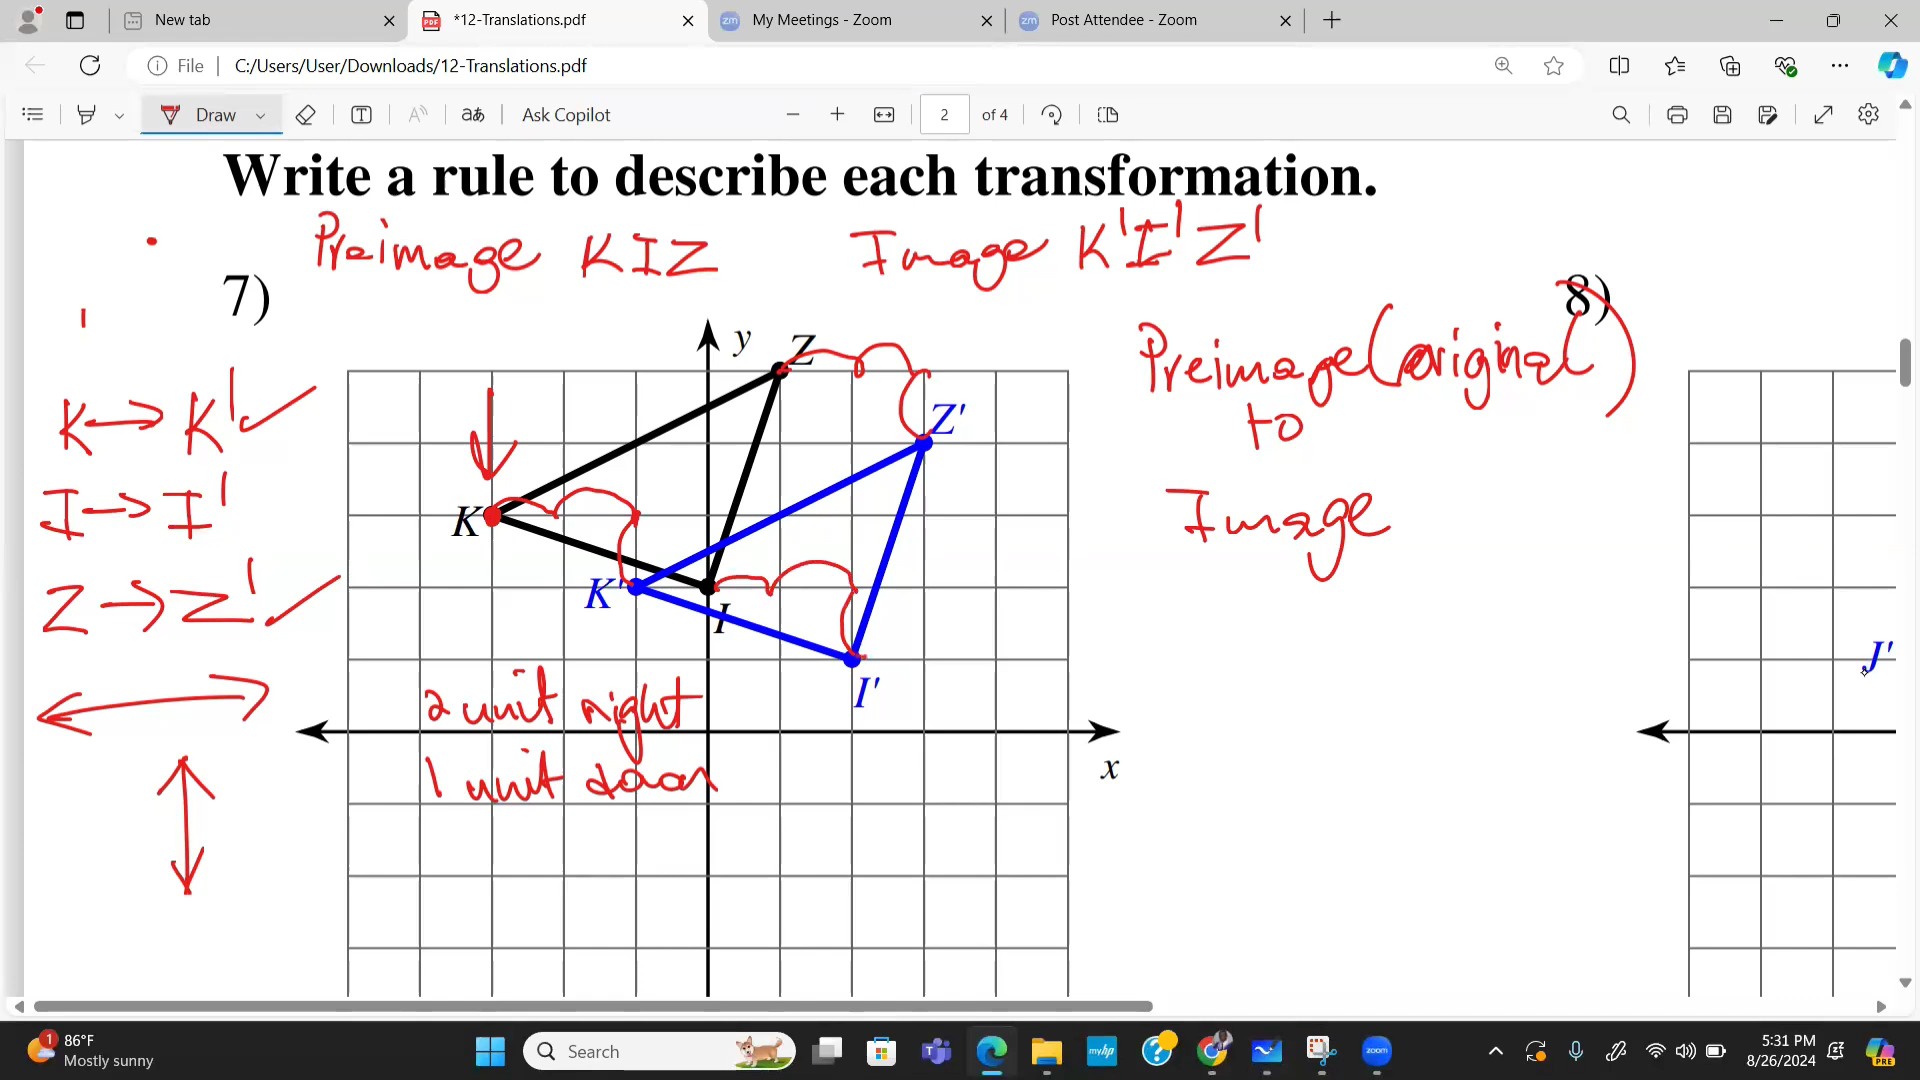 New tab
*12-Translations.pdf
My Meetings - Zoom
Post Attendee - Zoom
File
C:/Users/User/Downloads/12-Translations.pdf
Draw
Ask Copilot
2 of 4
Write a rule to describe each transformation.
Preimage KIZ Image K'I'Z'
7)
8)
Preimage (original)
to
Image
K → K'
I → I'
Z → Z'
y
Z
Z'
K
K'
I
I'
J'
2 unit right
1 unit down
x
86°F
Mostly sunny
Search
5:31 PM
8/26/2024